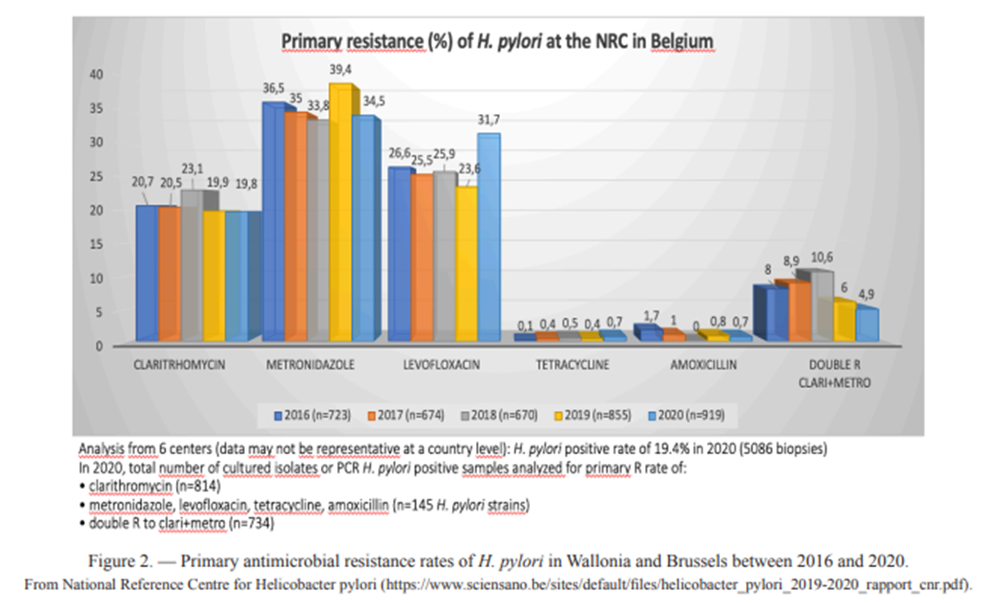 Primary resistance (%) of H. pylori at the NRC in Belgium
40
35
30
25
20
15
10
5
0
20,7 20,5 23,1 19,9 19,8
36,5 35 33,8 39,4 34,5
26,6 25,5 25,9 23,6 31,7
0,1 0,4 0,5 0,4 0,7
1,7 1 0 0,8 0,7
8 8,9 10,6 6 4,9
CLARITRHOMYCIN METRONIDAZOLE LEVOFLOXACIN TETRACYCLINE AMOXICILLIN DOUBLE R
CLARI+METRO
2016 (n=723) 2017 (n=674) 2018 (n=670) 2019 (n=855) 2020 (n=919)
Analysis from 6 centers (data may not be representative at a country level): H. pylori positive rate of 19.4% in 2020 (5086 biopsies)
In 2020, total number of cultured isolates or PCR H. pylori positive samples analyzed for primary R rate of:
• clarithromycin (n=814)
• metronidazole, levofloxacin, tetracycline, amoxicillin (n=145 H. pylori strains)
• double R to clari+metro (n=734)
Figure 2. — Primary antimicrobial resistance rates of H. pylori in Wallonia and Brussels between 2016 and 2020.
From National Reference Centre for Helicobacter pylori (https://www.sciensano.be/sites/default/files/helicobacter_pylori_2019-2020_rapport_cnr.pdf).